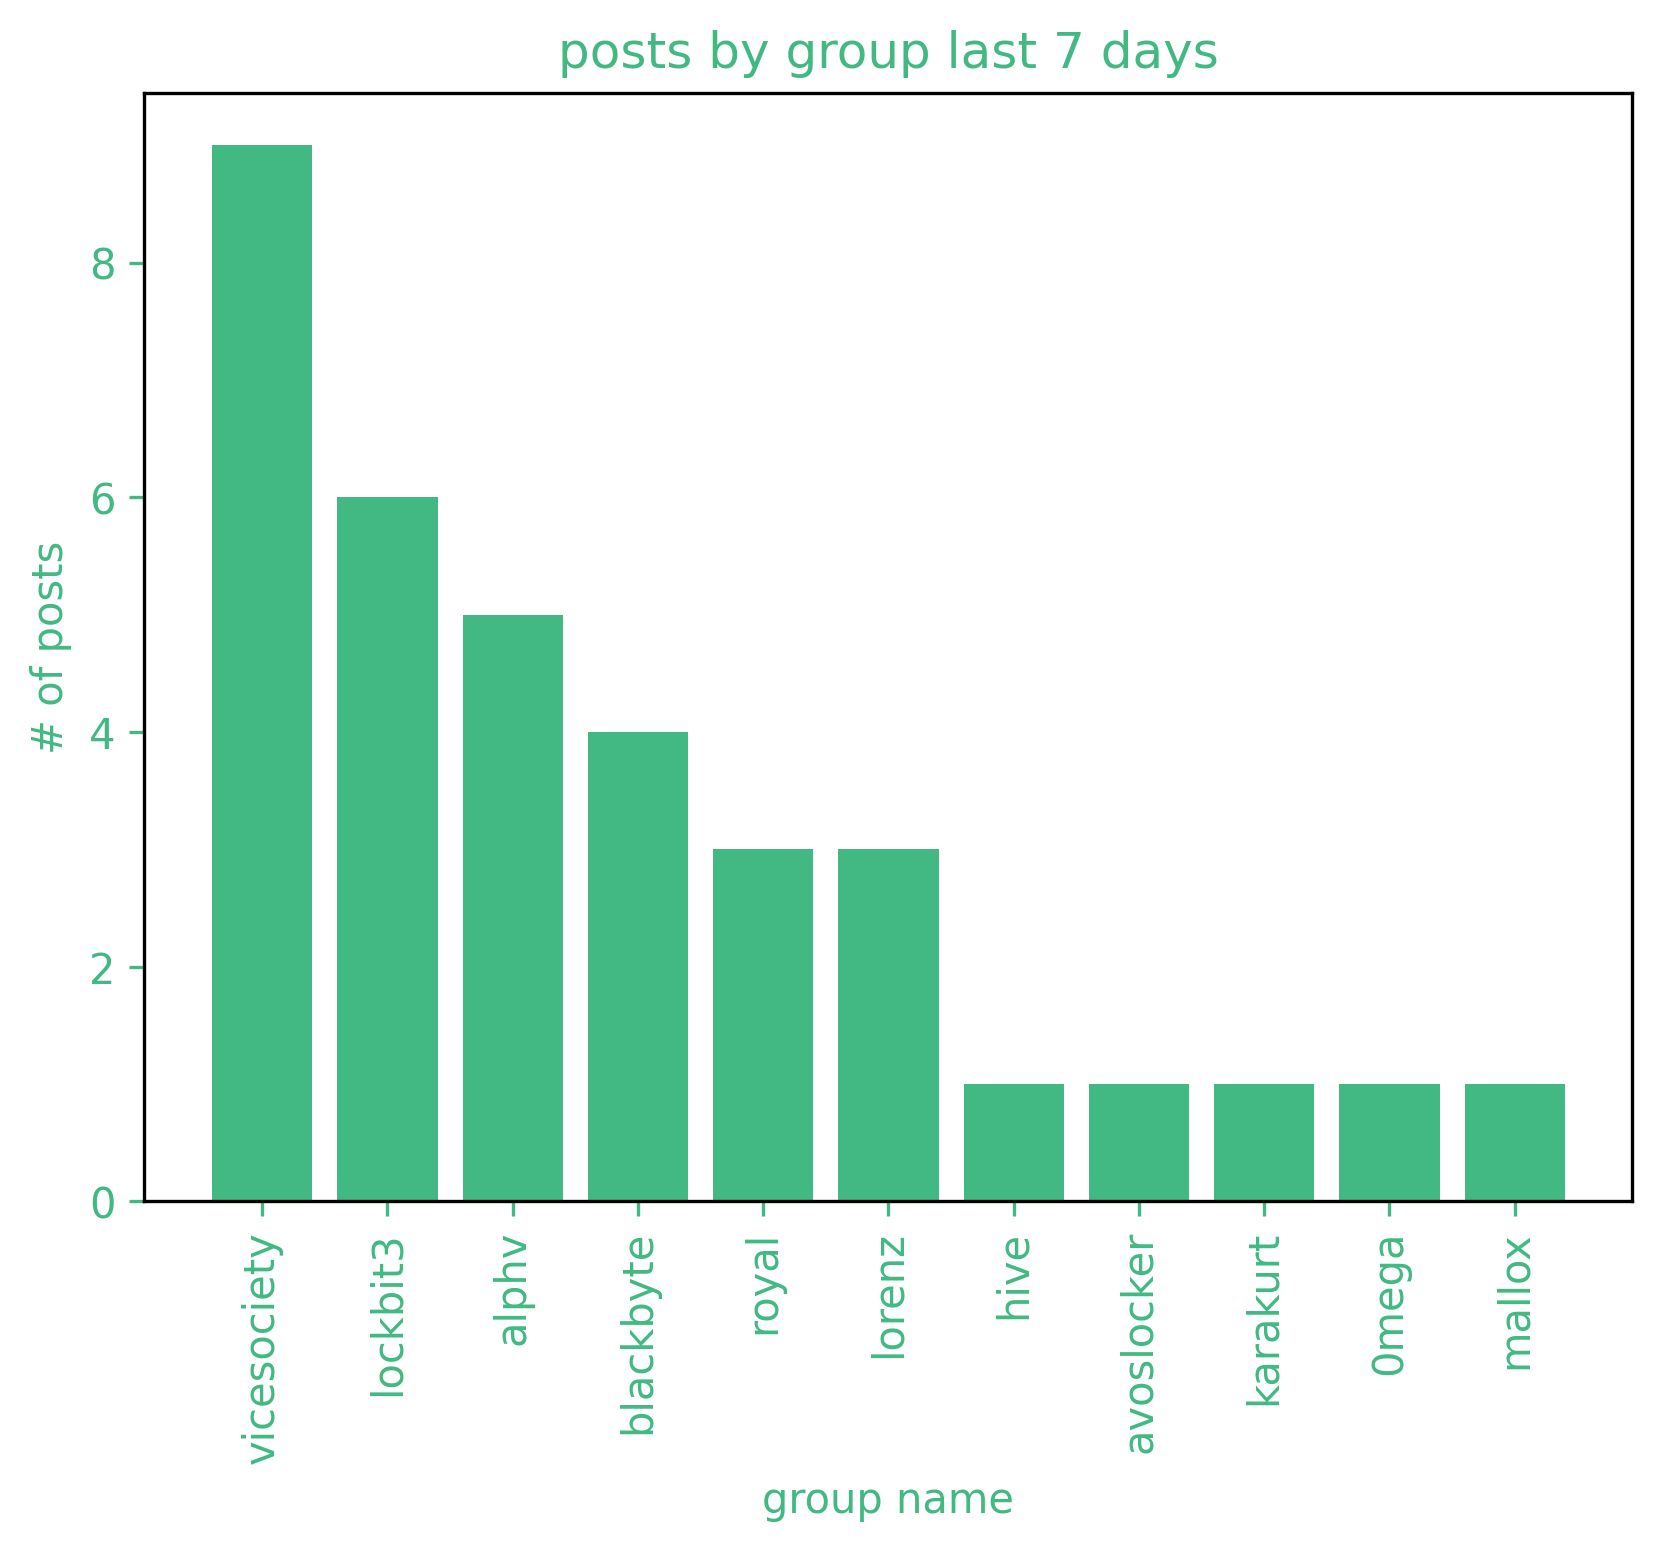 posts by group last 7 days
# of posts
8
6
4
2
0
vicesociety
lockbit3
alphv
blackbyte
royal
lorenz
hive
avoslocker
karakurt
0mega
mallox
group name